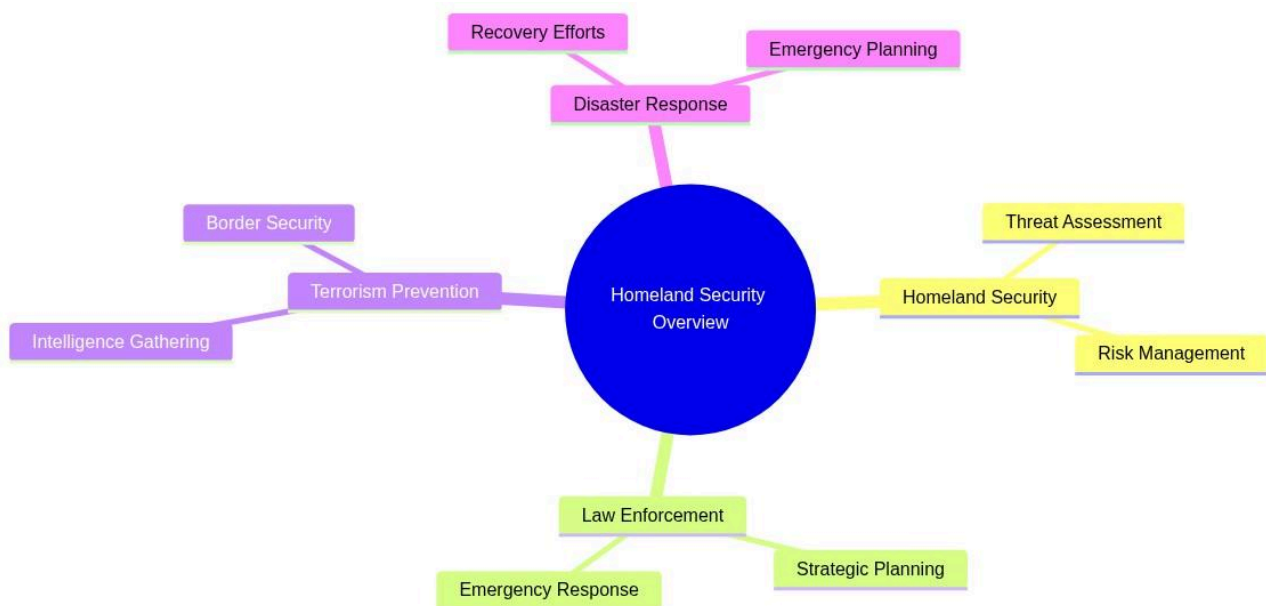 Recovery Efforts
Emergency Planning
Disaster Response
Border Security
Threat Assessment
Terrorism Prevention
Homeland Security
Overview
Homeland Security
Intelligence Gathering
Risk Management
Law Enforcement
Strategic Planning
Emergency Response